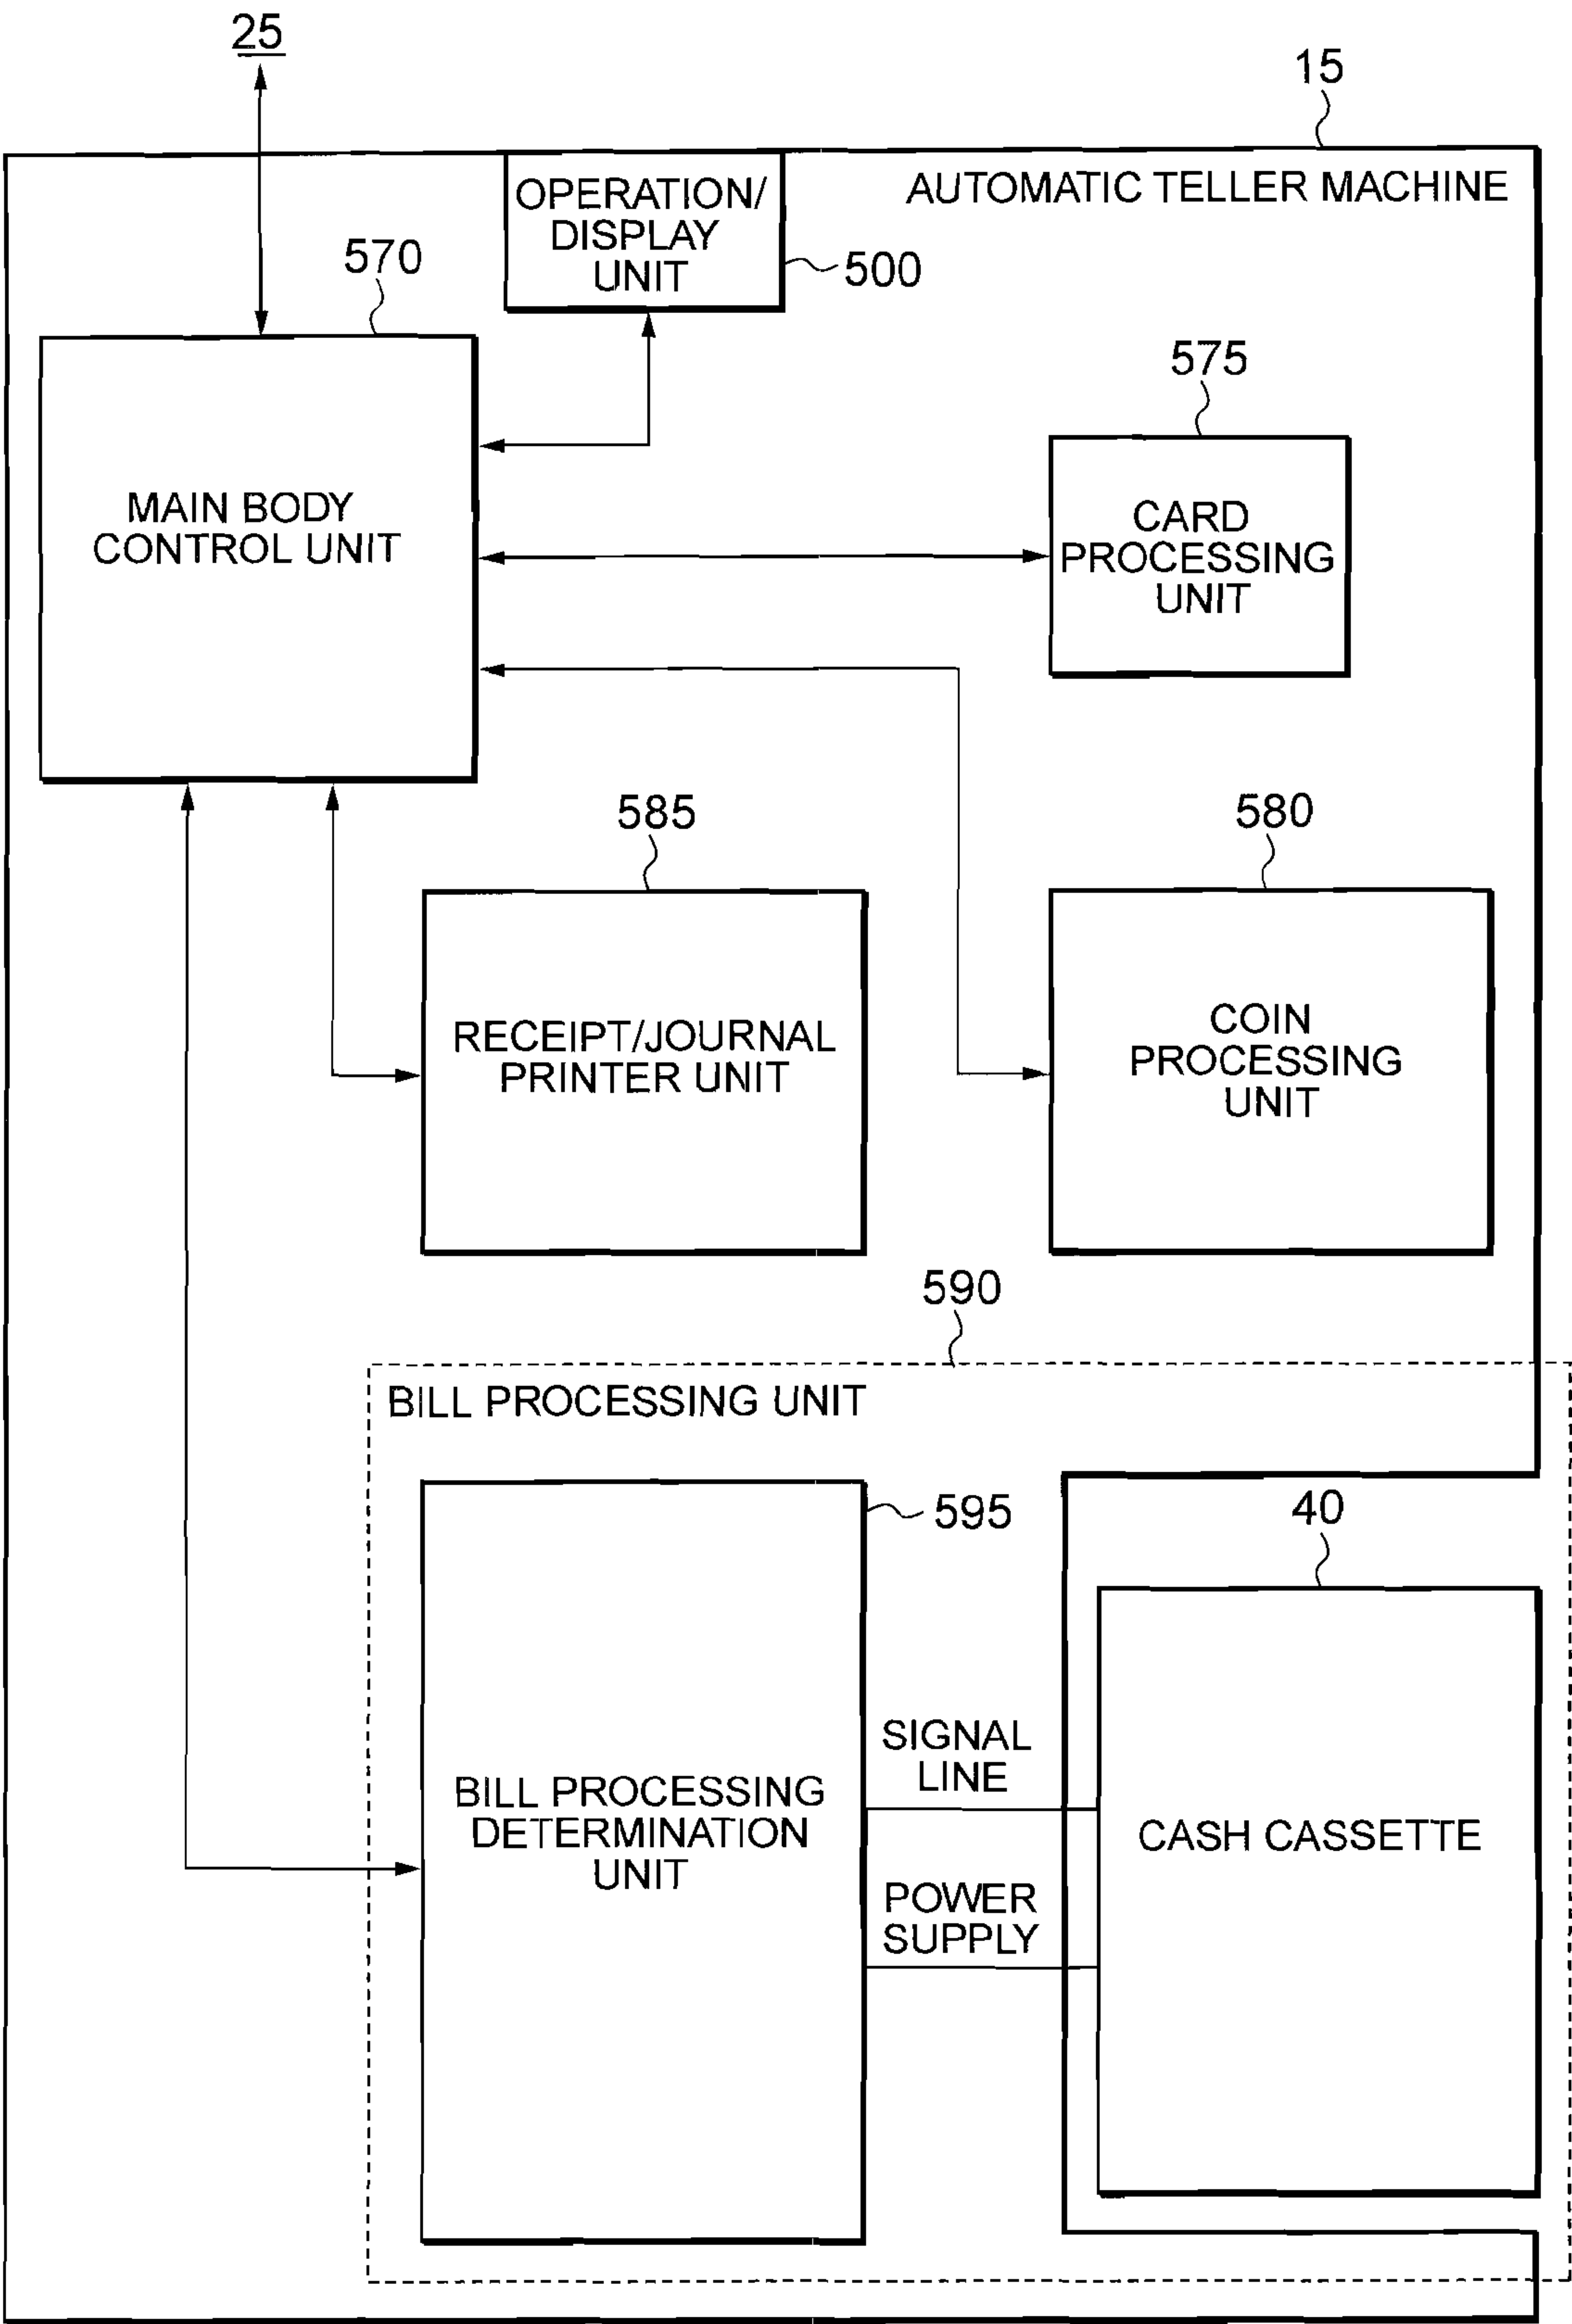 25
15
AUTOMATIC TELLER MACHINE
OPERATION/
DISPLAY
UNIT
500
570
MAIN BODY
CONTROL UNIT
575
CARD
PROCESSING
UNIT
585
RECEIPT/JOURNAL
PRINTER UNIT
580
COIN
PROCESSING
UNIT
590
BILL PROCESSING UNIT
595
BILL PROCESSING
DETERMINATION
UNIT
SIGNAL
LINE
POWER
SUPPLY
40
CASH CASSETTE